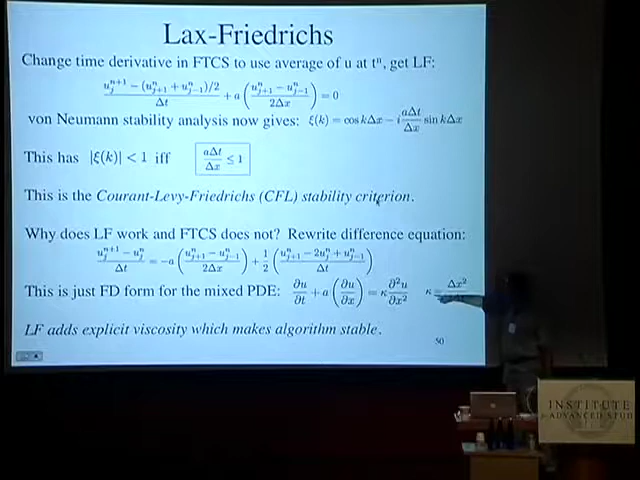 Lax-Friedrichs
Change time derivative in FTCS to use average of u at tⁿ, get LF:
(u_j^{n+1} − (u_{j+1}^n + u_{j−1}^n)/2)/Δt + a ((u_{j+1}^n − u_{j−1}^n)/2Δx) = 0
von Neumann stability analysis now gives: ξ(k) = cos kΔx − i (aΔt/Δx) sin kΔx
This has |ξ(k)| < 1 iff aΔt/Δx ≤ 1
This is the Courant-Levy-Friedrichs (CFL) stability criterion.
Why does LF work and FTCS does not? Rewrite difference equation:
(u_j^{n+1} − u_j^n)/Δt = −a ((u_{j+1}^n − u_{j−1}^n)/2Δx) + 1/2 ((u_{j+1}^n − 2u_j^n + u_{j−1}^n)/Δt)
This is just FD form for the mixed PDE: ∂u/∂t + a (∂u/∂x) = κ ∂²u/∂x² κ = Δx²
LF adds explicit viscosity which makes algorithm stable.
50
INSTITUTE
ADVANCED STUD